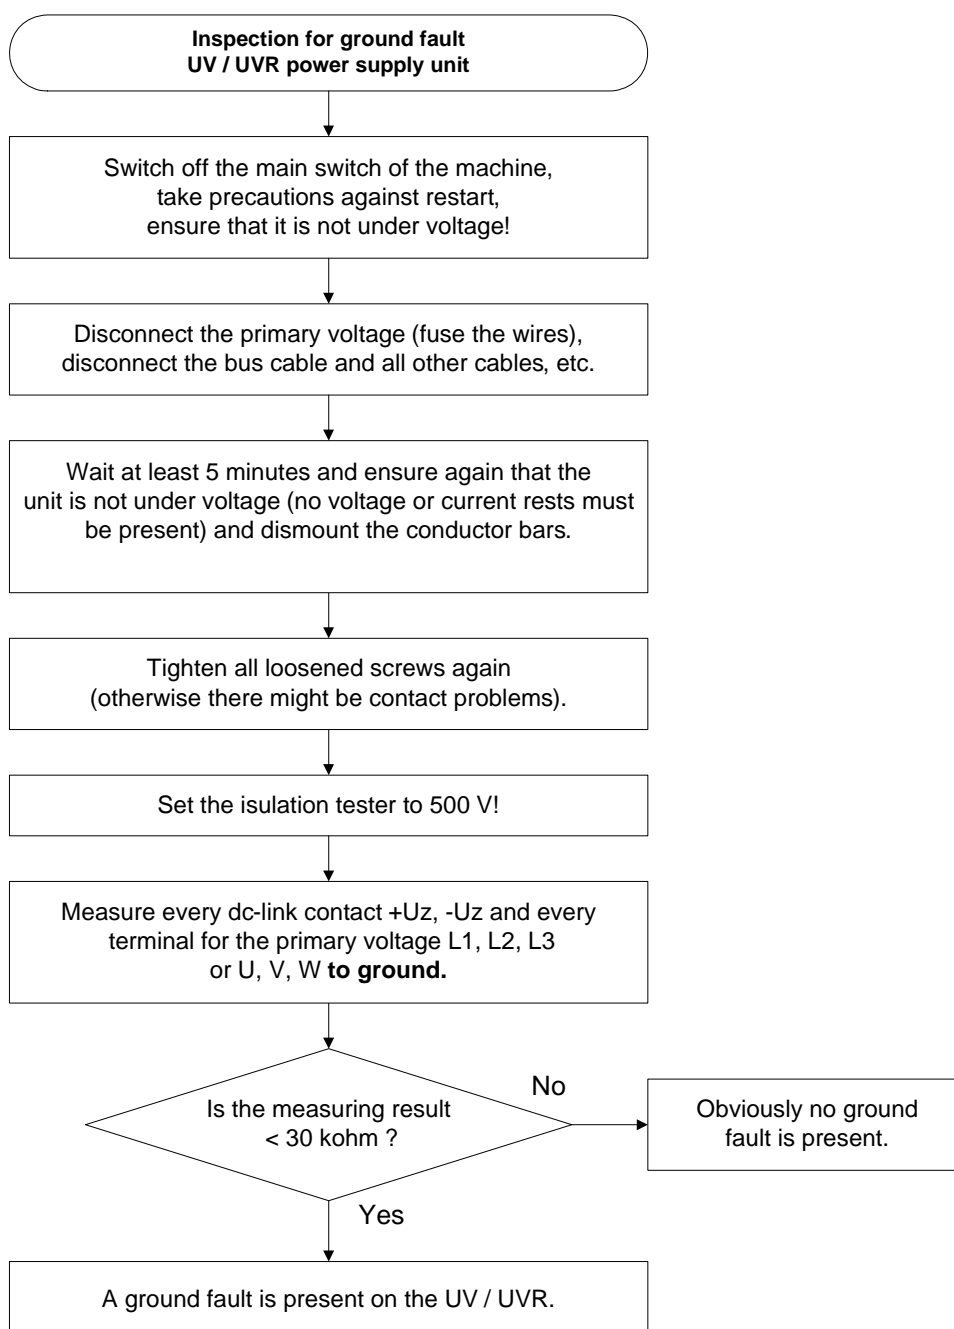 Inspection for ground fault
UV / UVR power supply unit
Switch off the main switch of the machine,
take precautions against restart,
ensure that it is not under voltage!
Disconnect the primary voltage (fuse the wires),
disconnect the bus cable and all other cables, etc.
Wait at least 5 minutes and ensure again that the
unit is not under voltage (no voltage or current rests must
be present) and dismount the conductor bars.
Tighten all loosened screws again
(otherwise there might be contact problems).
Set the isulation tester to 500 V!
Measure every dc-link contact +Uz, -Uz and every
terminal for the primary voltage L1, L2, L3
or U, V, W to ground.
Is the measuring result
< 30 kohm ?
No
Obviously no ground
fault is present.
Yes
A ground fault is present on the UV / UVR.